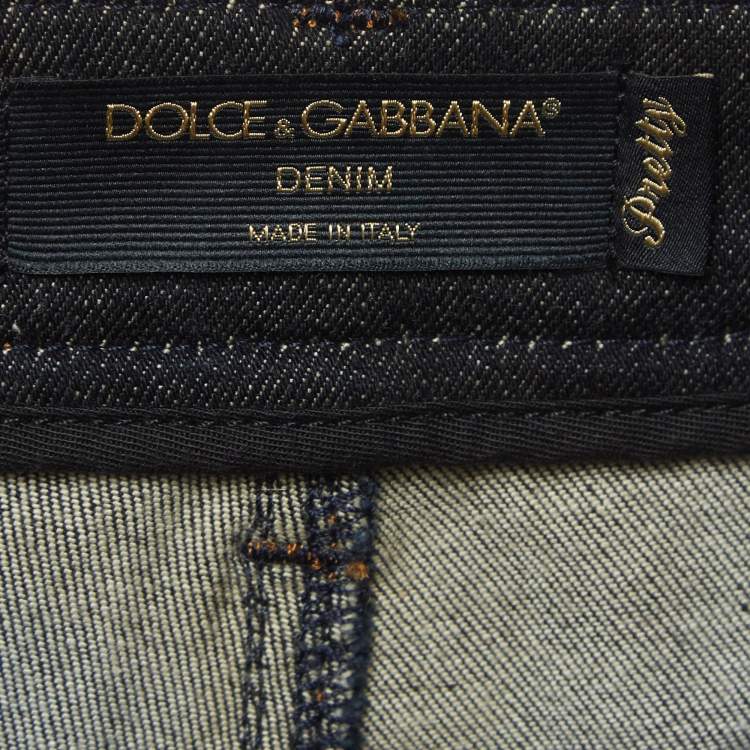 DOLCE & GABBANA®
DENIM
MADE IN ITALY
Pretty